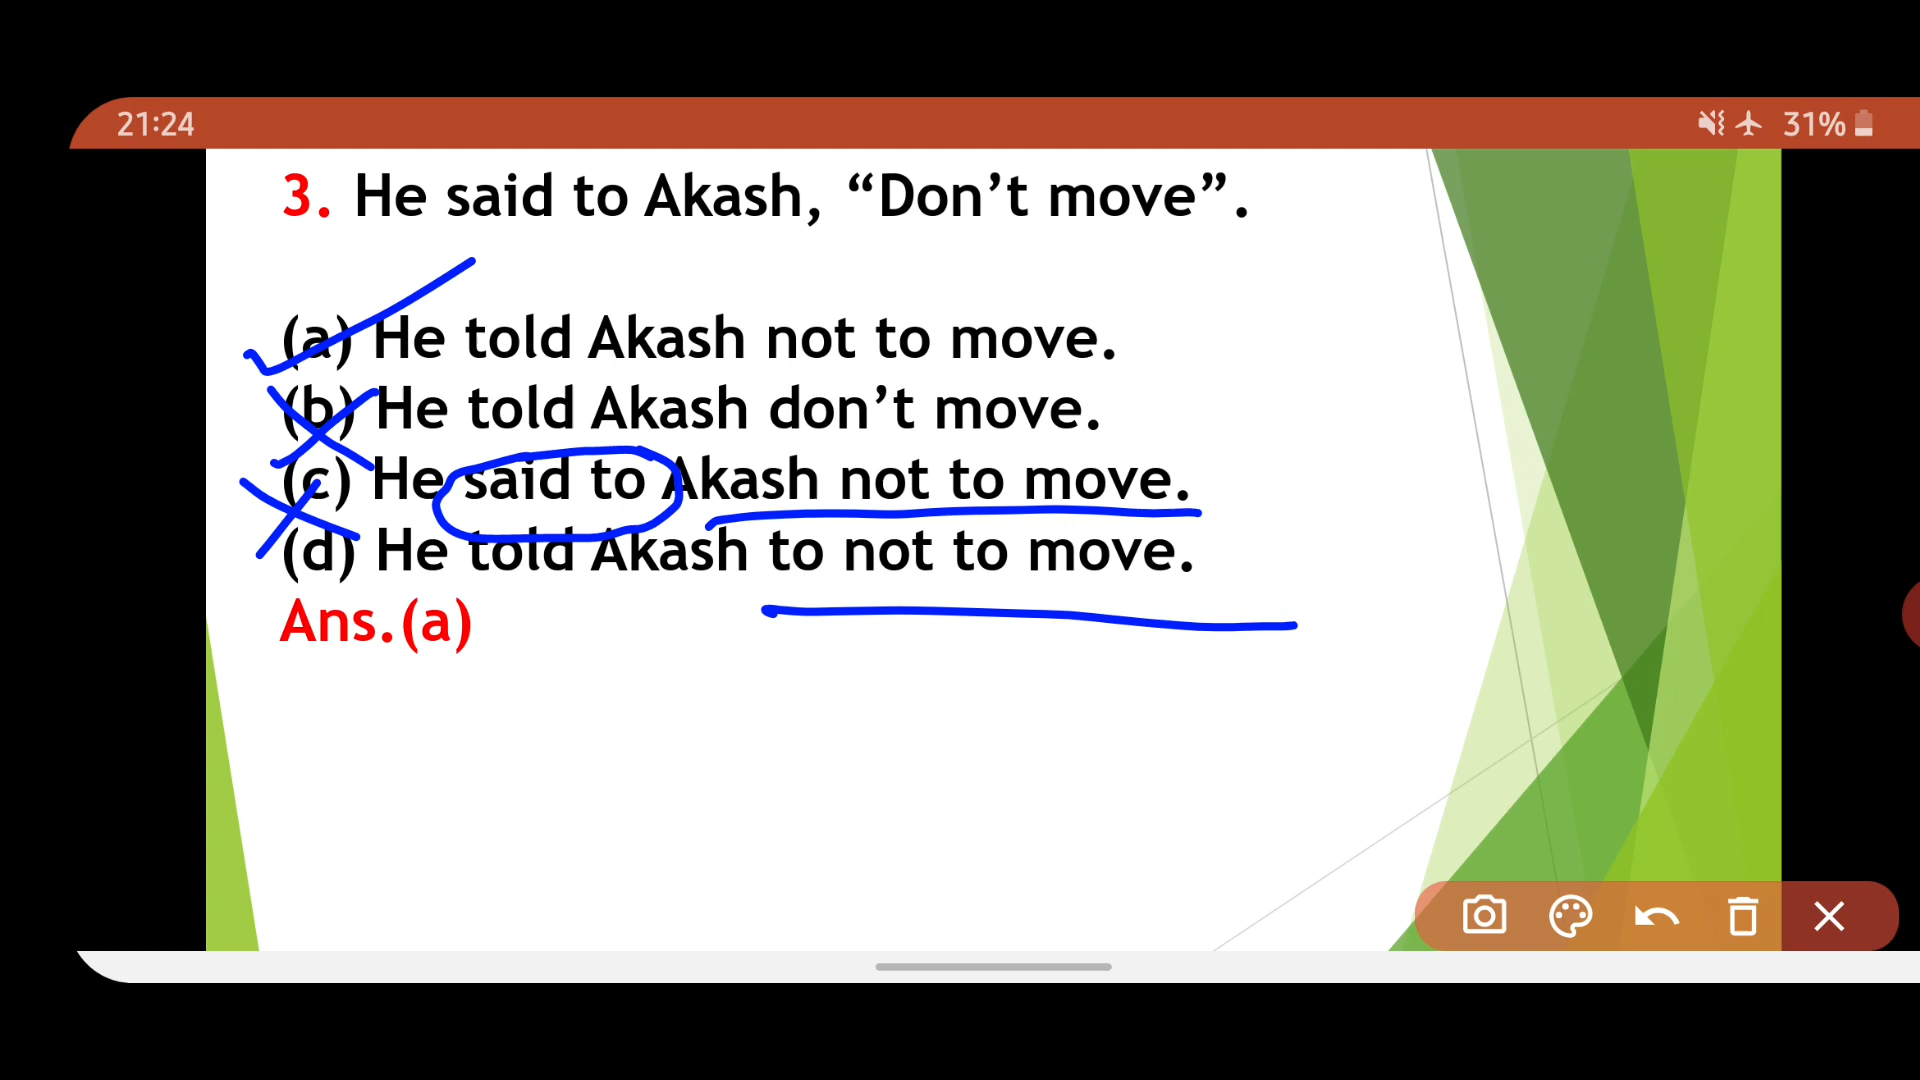 21:24
31%
3. He said to Akash, “Don’t move”.
(a) He told Akash not to move.
(b) He told Akash don’t move.
(c) He said to Akash not to move.
(d) He told Akash to not to move.
Ans.(a)